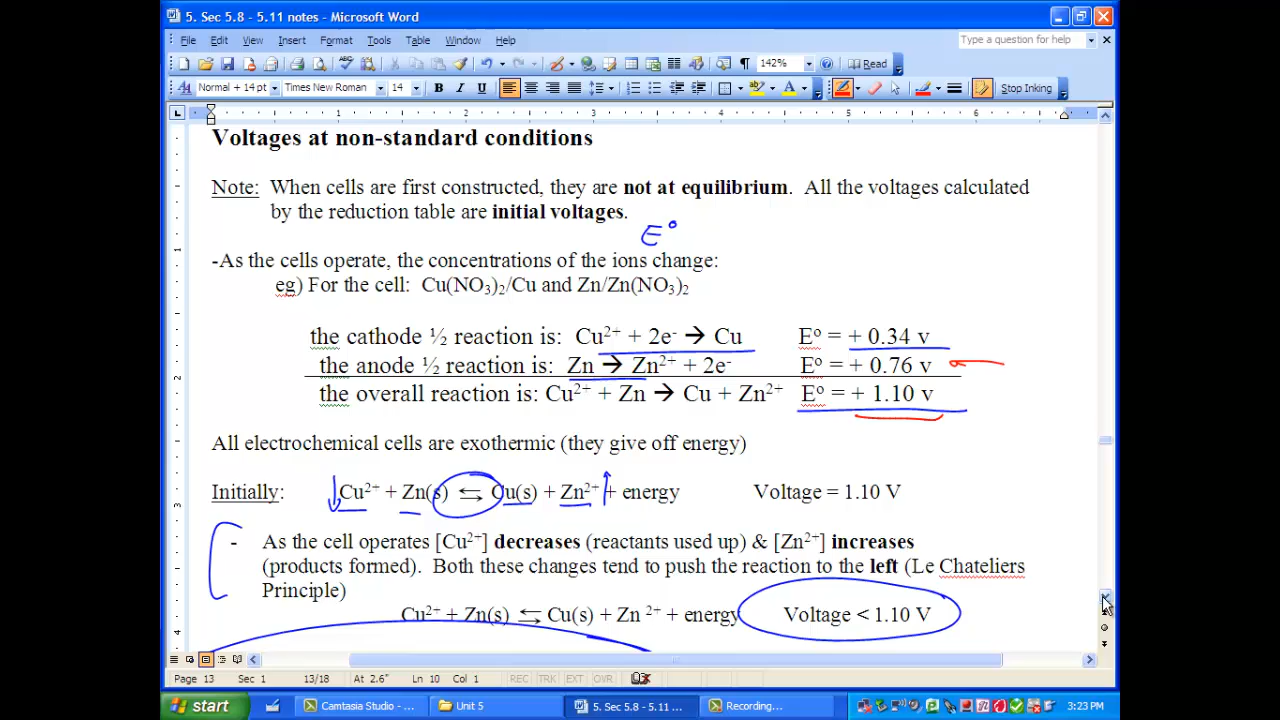 5. Sec 5.8 - 5.11 notes - Microsoft Word
File Edit View Insert Format Tools Table Window Help
Type a question for help
142% Read
Normal + 14 pt Times New Roman 14 B I U Stop Inking
1 2 3 4 5 6
Voltages at non-standard conditions
Note: When cells are first constructed, they are not at equilibrium. All the voltages calculated
by the reduction table are initial voltages.
E°
-As the cells operate, the concentrations of the ions change:
eg) For the cell: Cu(NO₃)₂/Cu and Zn/Zn(NO₃)₂
the cathode ½ reaction is: Cu²⁺ + 2e⁻ → Cu E° = + 0.34 v
the anode ½ reaction is: Zn → Zn²⁺ + 2e⁻ E° = + 0.76 v
the overall reaction is: Cu²⁺ + Zn → Cu + Zn²⁺ E° = + 1.10 v
All electrochemical cells are exothermic (they give off energy)
Initially: Cu²⁺ + Zn(s) ⇆ Cu(s) + Zn²⁺ + energy Voltage = 1.10 V
- As the cell operates [Cu²⁺] decreases (reactants used up) & [Zn²⁺] increases
(products formed). Both these changes tend to push the reaction to the left (Le Chateliers
Principle)
Cu²⁺ + Zn(s) ⇆ Cu(s) + Zn ²⁺ + energy Voltage < 1.10 V
Page 13 Sec 1 13/18 At 2.6" Ln 10 Col 1 REC TRK EXT OVR
start Camtasia Studio - ... Unit 5 5. Sec 5.8 - 5.11 ... Recording... 3:23 PM